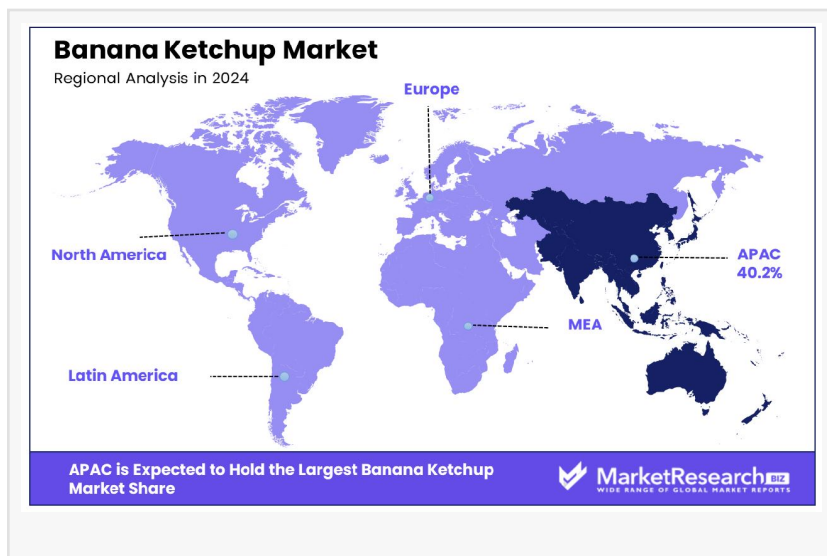 Banana Ketchup Market
Regional Analysis in 2024
Europe
North America
APAC
40.2%
MEA
Latin America
APAC is Expected to Hold the Largest Banana Ketchup
Market Share
MarketResearch BIZ
WIDE RANGE OF GLOBAL MARKET REPORTS